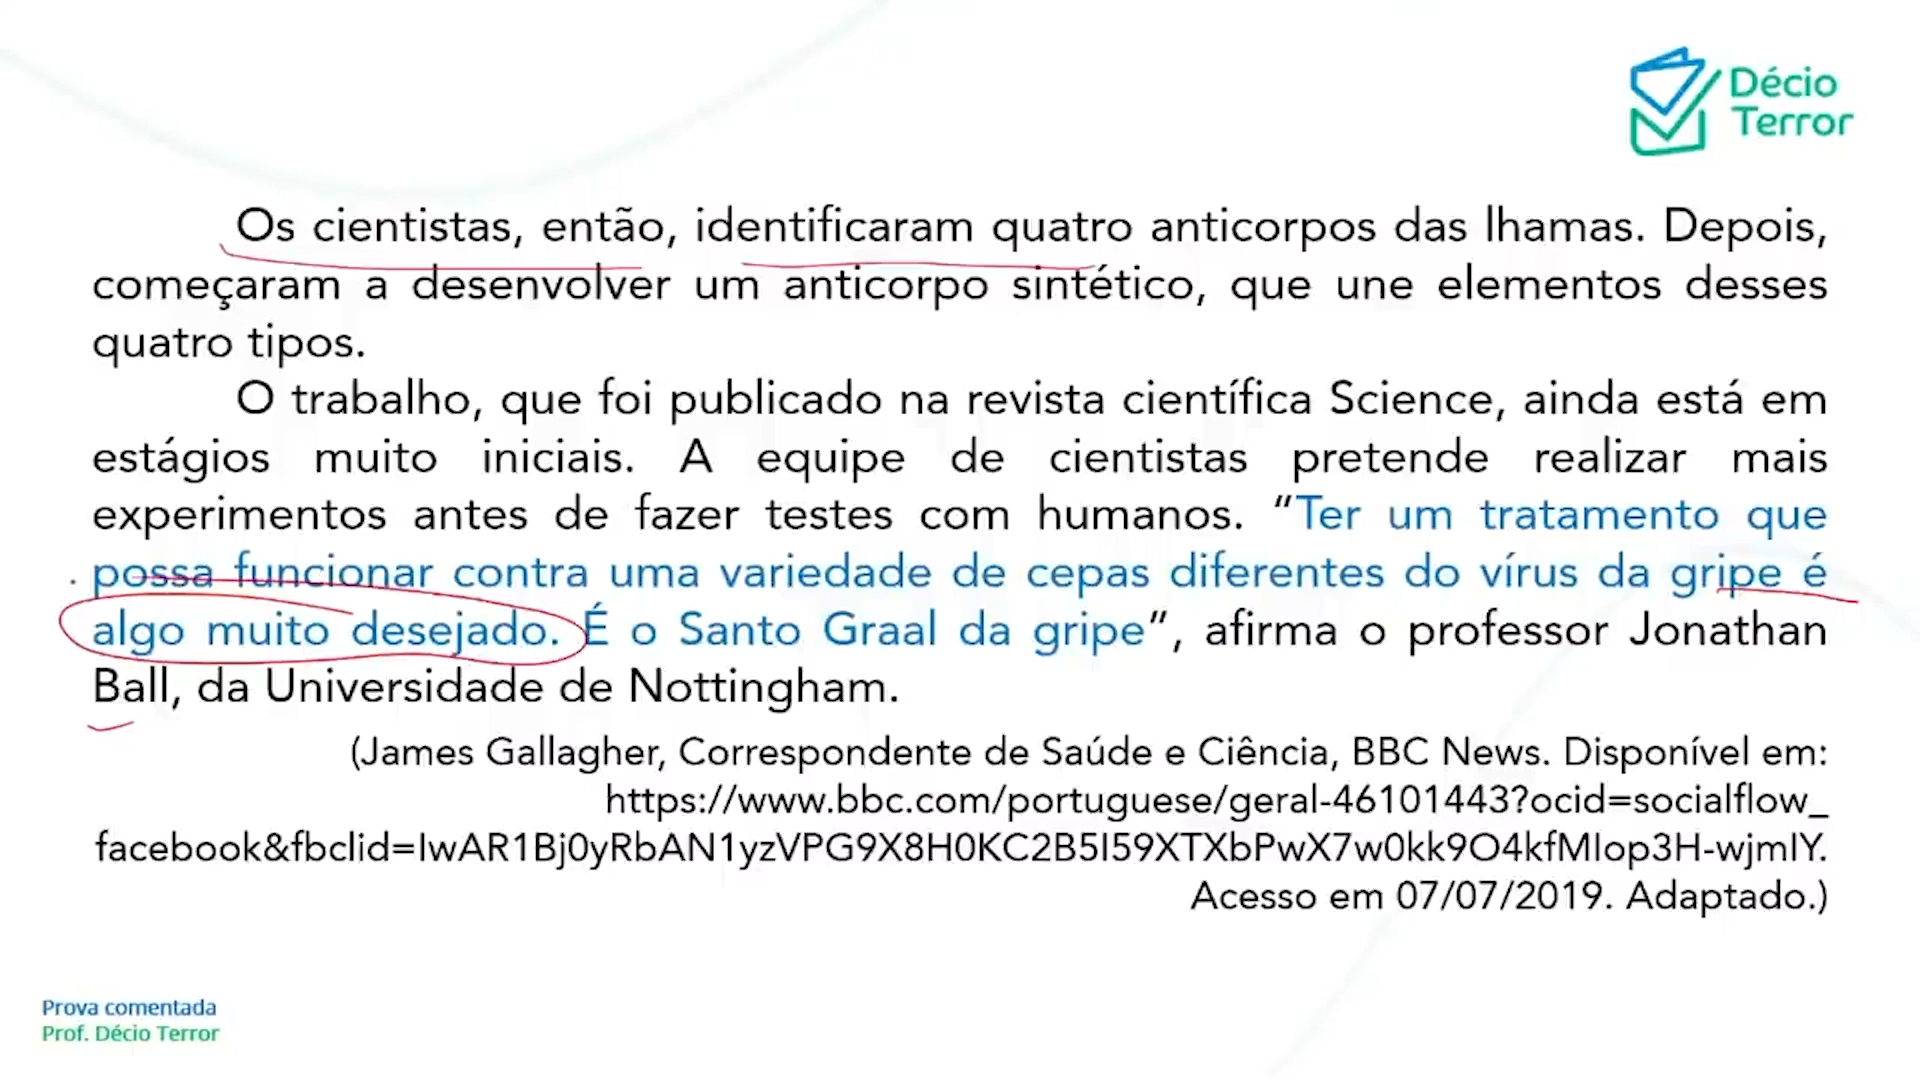 Décio
Terror
Os cientistas, então, identificaram quatro anticorpos das lhamas. Depois,
começaram a desenvolver um anticorpo sintético, que une elementos desses
quatro tipos.
O trabalho, que foi publicado na revista científica Science, ainda está em
estágios muito iniciais. A equipe de cientistas pretende realizar mais
experimentos antes de fazer testes com humanos. “Ter um tratamento que
possa funcionar contra uma variedade de cepas diferentes do vírus da gripe é
algo muito desejado. É o Santo Graal da gripe”, afirma o professor Jonathan
Ball, da Universidade de Nottingham.
(James Gallagher, Correspondente de Saúde e Ciência, BBC News. Disponível em:
https://www.bbc.com/portuguese/geral-46101443?ocid=socialflow_
facebook&fbclid=IwAR1Bj0yRbAN1yzVPG9X8H0KC2B5I59XTXbPwX7w0kk9O4kfMlop3H-wjmIY.
Acesso em 07/07/2019. Adaptado.)
Prova comentada
Prof. Décio Terror